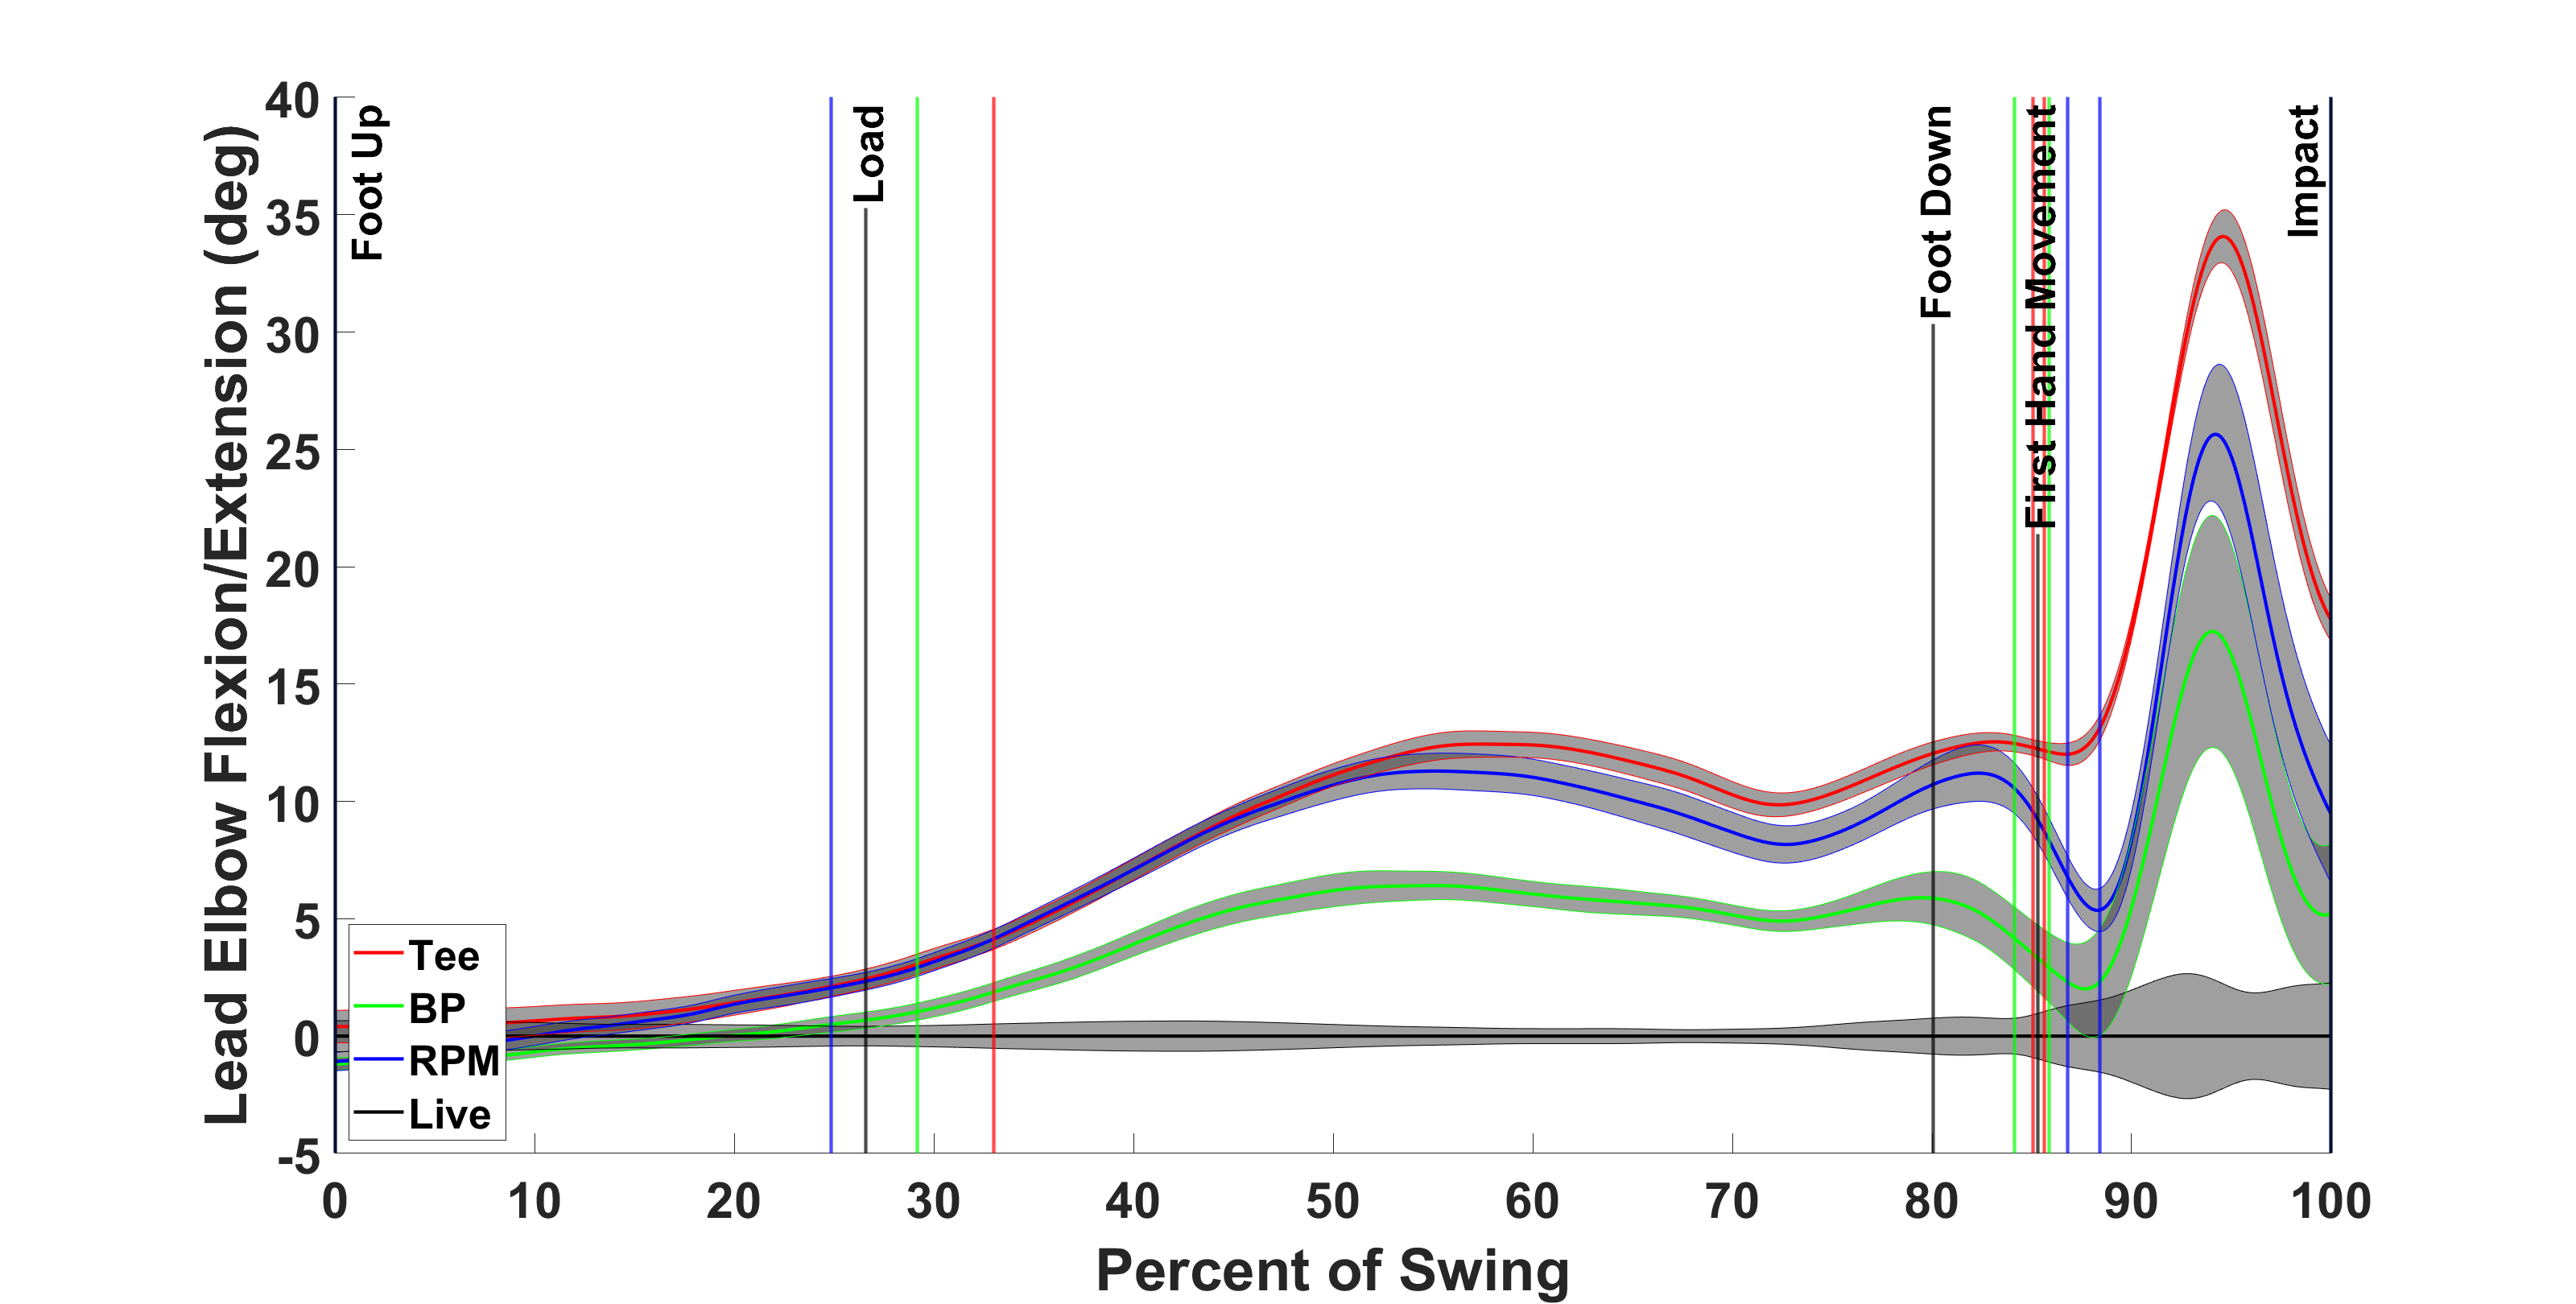 Lead Elbow Flexion/Extension (deg)
40
35
30
25
20
15
10
5
0
-5
Foot Up
Load
Foot Down
First Hand Movement
Impact
Tee
BP
RPM
Live
0 10 20 30 40 50 60 70 80 90 100
Percent of Swing